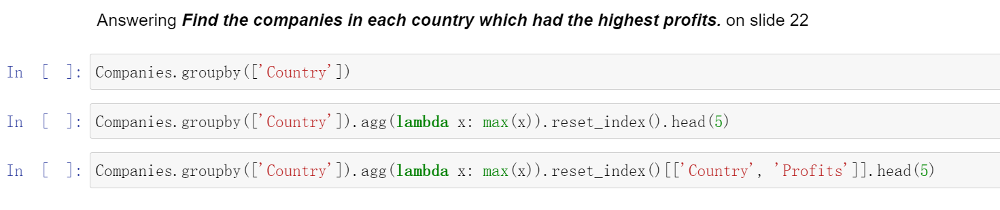 Answering Find the companies in each country which had the highest profits. on slide 22
In [ ]: Companies.groupby(['Country'])
In [ ]: Companies.groupby(['Country']).agg(lambda x: max(x)).reset_index().head(5)
In [ ]: Companies.groupby(['Country']).agg(lambda x: max(x)).reset_index()[['Country', 'Profits']].head(5)